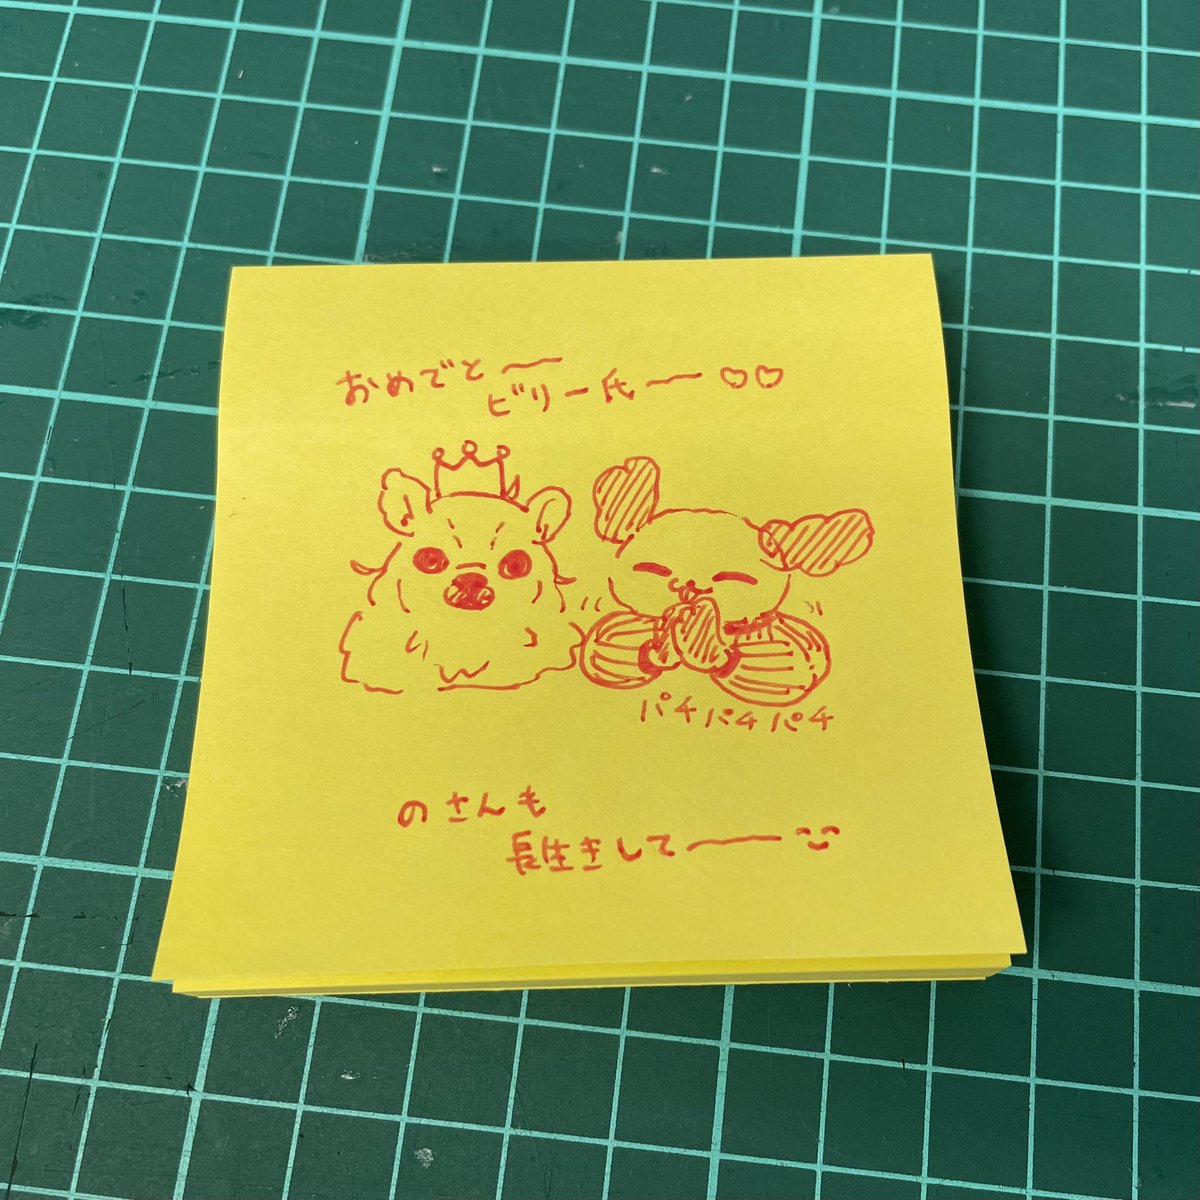 おめでと〜
ビリー氏〜♡♡
パチパチパチ
のさんも
長生きして〜